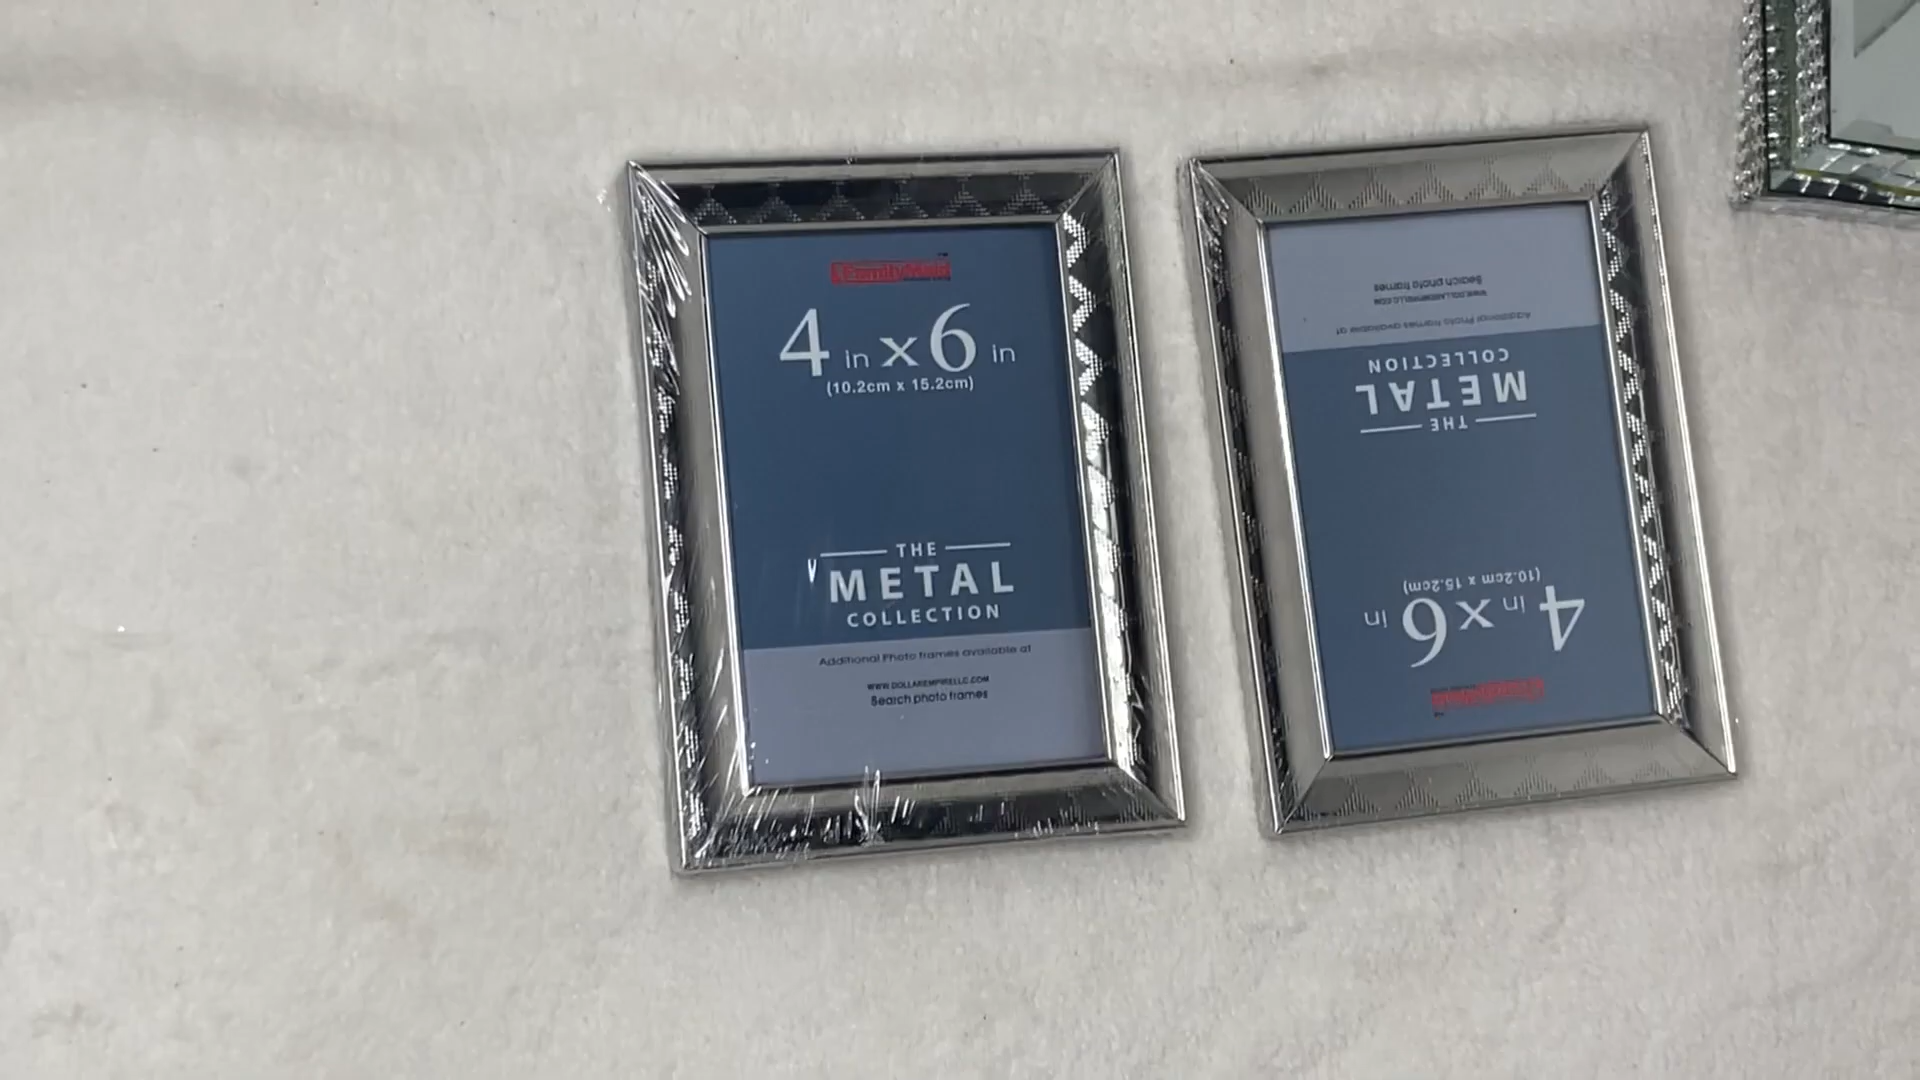 4 in x 6 in
(10.2cm x 15.2cm)
THE
METAL
COLLECTION
Additional Photo frames available at
WWW.DOLLAREMPIRELLC.COM
Search photo frames
4 in x 6 in
(10.2cm x 15.2cm)
THE
METAL
COLLECTION
Additional Photo frames available at
WWW.DOLLAREMPIRELLC.COM
Search photo frames